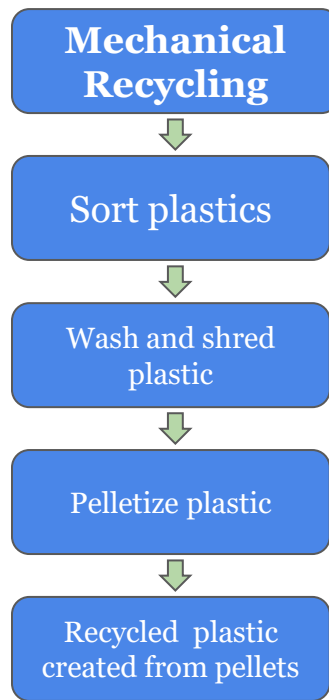 Mechanical
Recycling
Sort plastics
Wash and shred
plastic
Pelletize plastic
Recycled plastic
created from pellets